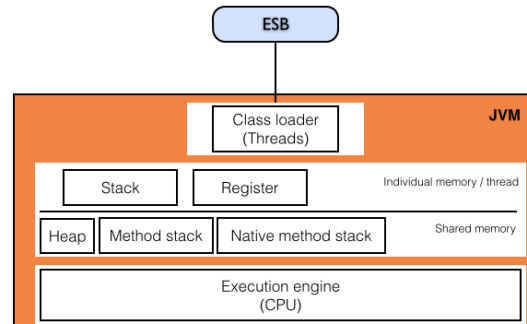 ESB
JVM
Class loader
(Threads)
Stack
Register
Individual memory / thread
Heap
Method stack
Native method stack
Shared memory
Execution engine
(CPU)